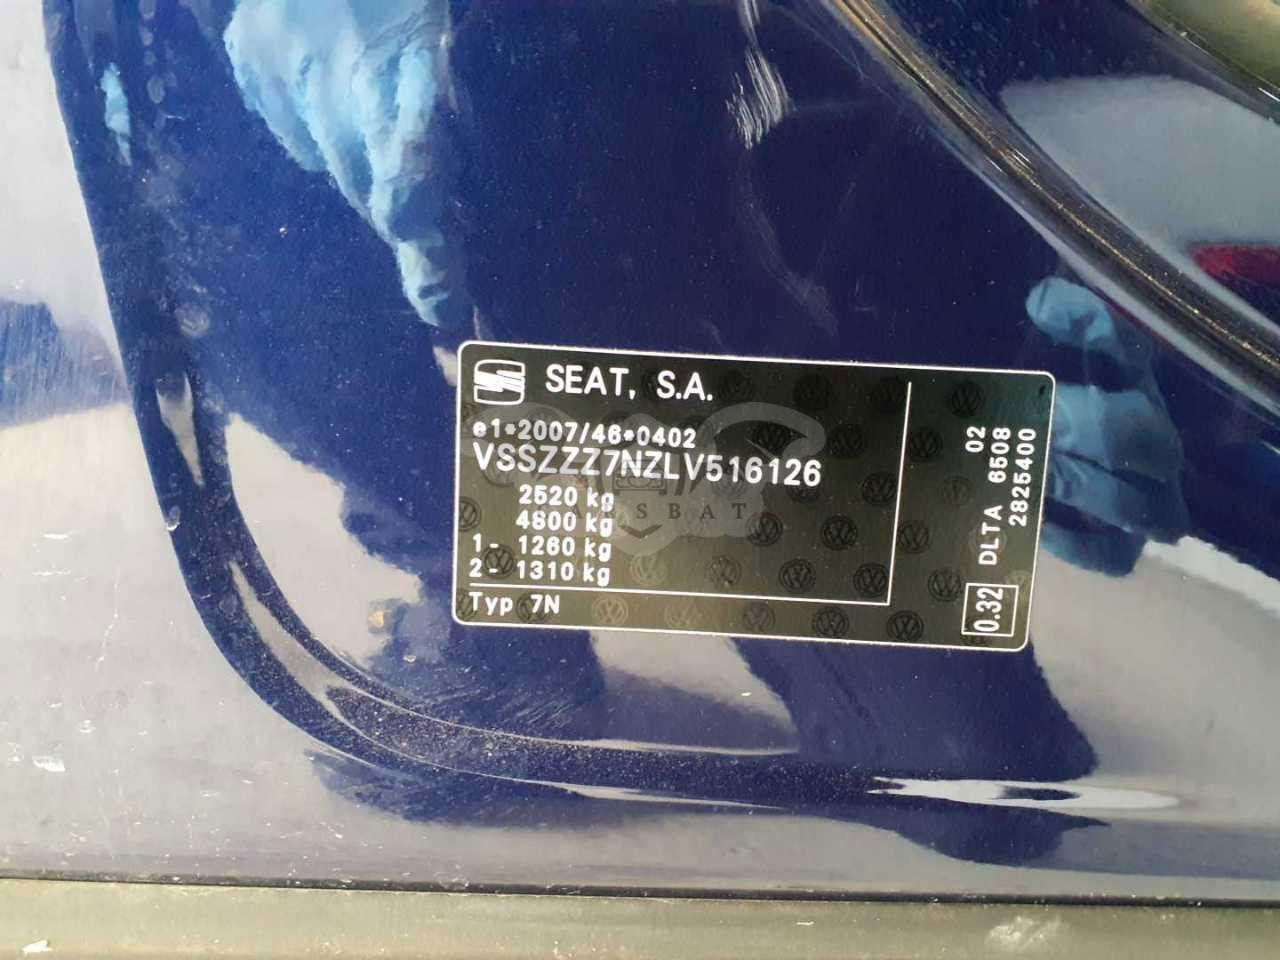 SEAT, S.A.
e1*2007/46*0402
VSSZZZ7NZLV516126
2520 kg
4800 kg
1 - 1260 kg
2 - 1310 kg
Typ 7N
02
DLTA 6508
2825400
0.32
CARSBAT